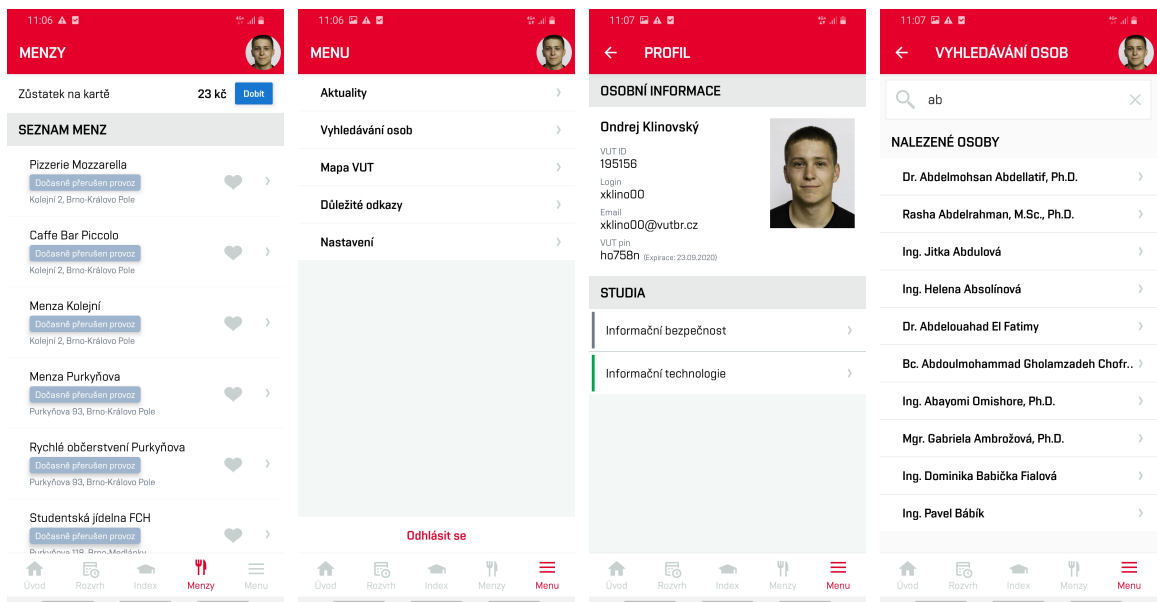 11:06
4G+
MENZY
Zůstatek na kartě 23 kč Dobít
SEZNAM MENZ
Pizzerie Mozzarella
Dočasně přerušen provoz
Kolejní 2, Brno-Královo Pole
Caffe Bar Piccolo
Dočasně přerušen provoz
Kolejní 2, Brno-Královo Pole
Menza Kolejní
Dočasně přerušen provoz
Kolejní 2, Brno-Královo Pole
Menza Purkyňova
Dočasně přerušen provoz
Purkyňova 93, Brno-Královo Pole
Rychlé občerstvení Purkyňova
Dočasně přerušen provoz
Purkyňova 93, Brno-Královo Pole
Studentská jídelna FCH
Dočasně přerušen provoz
Purkyňova 118, Brno-Medlánky
Úvod Rozvrh Index Menzy Menu
11:06
4G+
MENU
Aktuality
Vyhledávání osob
Mapa VUT
Důležité odkazy
Nastavení
Odhlásit se
Úvod Rozvrh Index Menzy Menu
11:07
4G+
PROFIL
OSOBNÍ INFORMACE
Ondrej Klinovský
VUT ID
195156
Login
xklino00
Email
xklino00@vutbr.cz
VUT pin
ho758n (Expirace: 23.09.2020)
STUDIA
Informační bezpečnost
Informační technologie
Úvod Rozvrh Index Menzy Menu
11:07
4G+
VYHLEDÁVÁNÍ OSOB
ab
NALEZENÉ OSOBY
Dr. Abdelmohsan Abdellatif, Ph.D.
Rasha Abdelrahman, M.Sc., Ph.D.
Ing. Jitka Abdulová
Ing. Helena Absolínová
Dr. Abdelouahad El Fatimy
Bc. Abdoulmohammad Gholamzadeh Chofr..
Ing. Abayomi Omishore, Ph.D.
Mgr. Gabriela Ambrožová, Ph.D.
Ing. Dominika Babička Fialová
Ing. Pavel Bábík
Úvod Rozvrh Index Menzy Menu